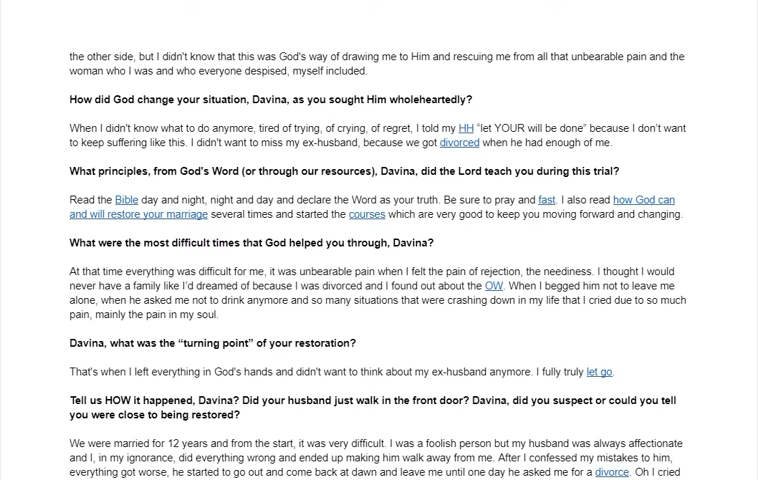 the other side, but I didn't know that this was God's way of drawing me to Him and rescuing me from all that unbearable pain and the
woman who I was and who everyone despised, myself included.
How did God change your situation, Davina, as you sought Him wholeheartedly?
When I didn't know what to do anymore, tired of trying, of crying, of regret, I told my HH “let YOUR will be done” because I don’t want
to keep suffering like this. I didn't want to miss my ex-husband, because we got divorced when he had enough of me.
What principles, from God's Word (or through our resources), Davina, did the Lord teach you during this trial?
Read the Bible day and night, night and day and declare the Word as your truth. Be sure to pray and fast. I also read how God can
and will restore your marriage several times and started the courses which are very good to keep you moving forward and changing.
What were the most difficult times that God helped you through, Davina?
At that time everything was difficult for me, it was unbearable pain when I felt the pain of rejection, the neediness. I thought I would
never have a family like I’d dreamed of because I was divorced and I found out about the OW. When I begged him not to leave me
alone, when he asked me not to drink anymore and so many situations that were crashing down in my life that I cried due to so much
pain, mainly the pain in my soul.
Davina, what was the “turning point” of your restoration?
That's when I left everything in God's hands and didn't want to think about my ex-husband anymore. I fully truly let go.
Tell us HOW it happened, Davina? Did your husband just walk in the front door? Davina, did you suspect or could you tell
you were close to being restored?
We were married for 12 years and from the start, it was very difficult. I was a foolish person but my husband was always affectionate
and I, in my ignorance, did everything wrong and ended up making him walk away from me. After I confessed my mistakes to him,
everything got worse, he started to go out and come back at dawn and leave me until one day he asked me for a divorce. Oh I cried